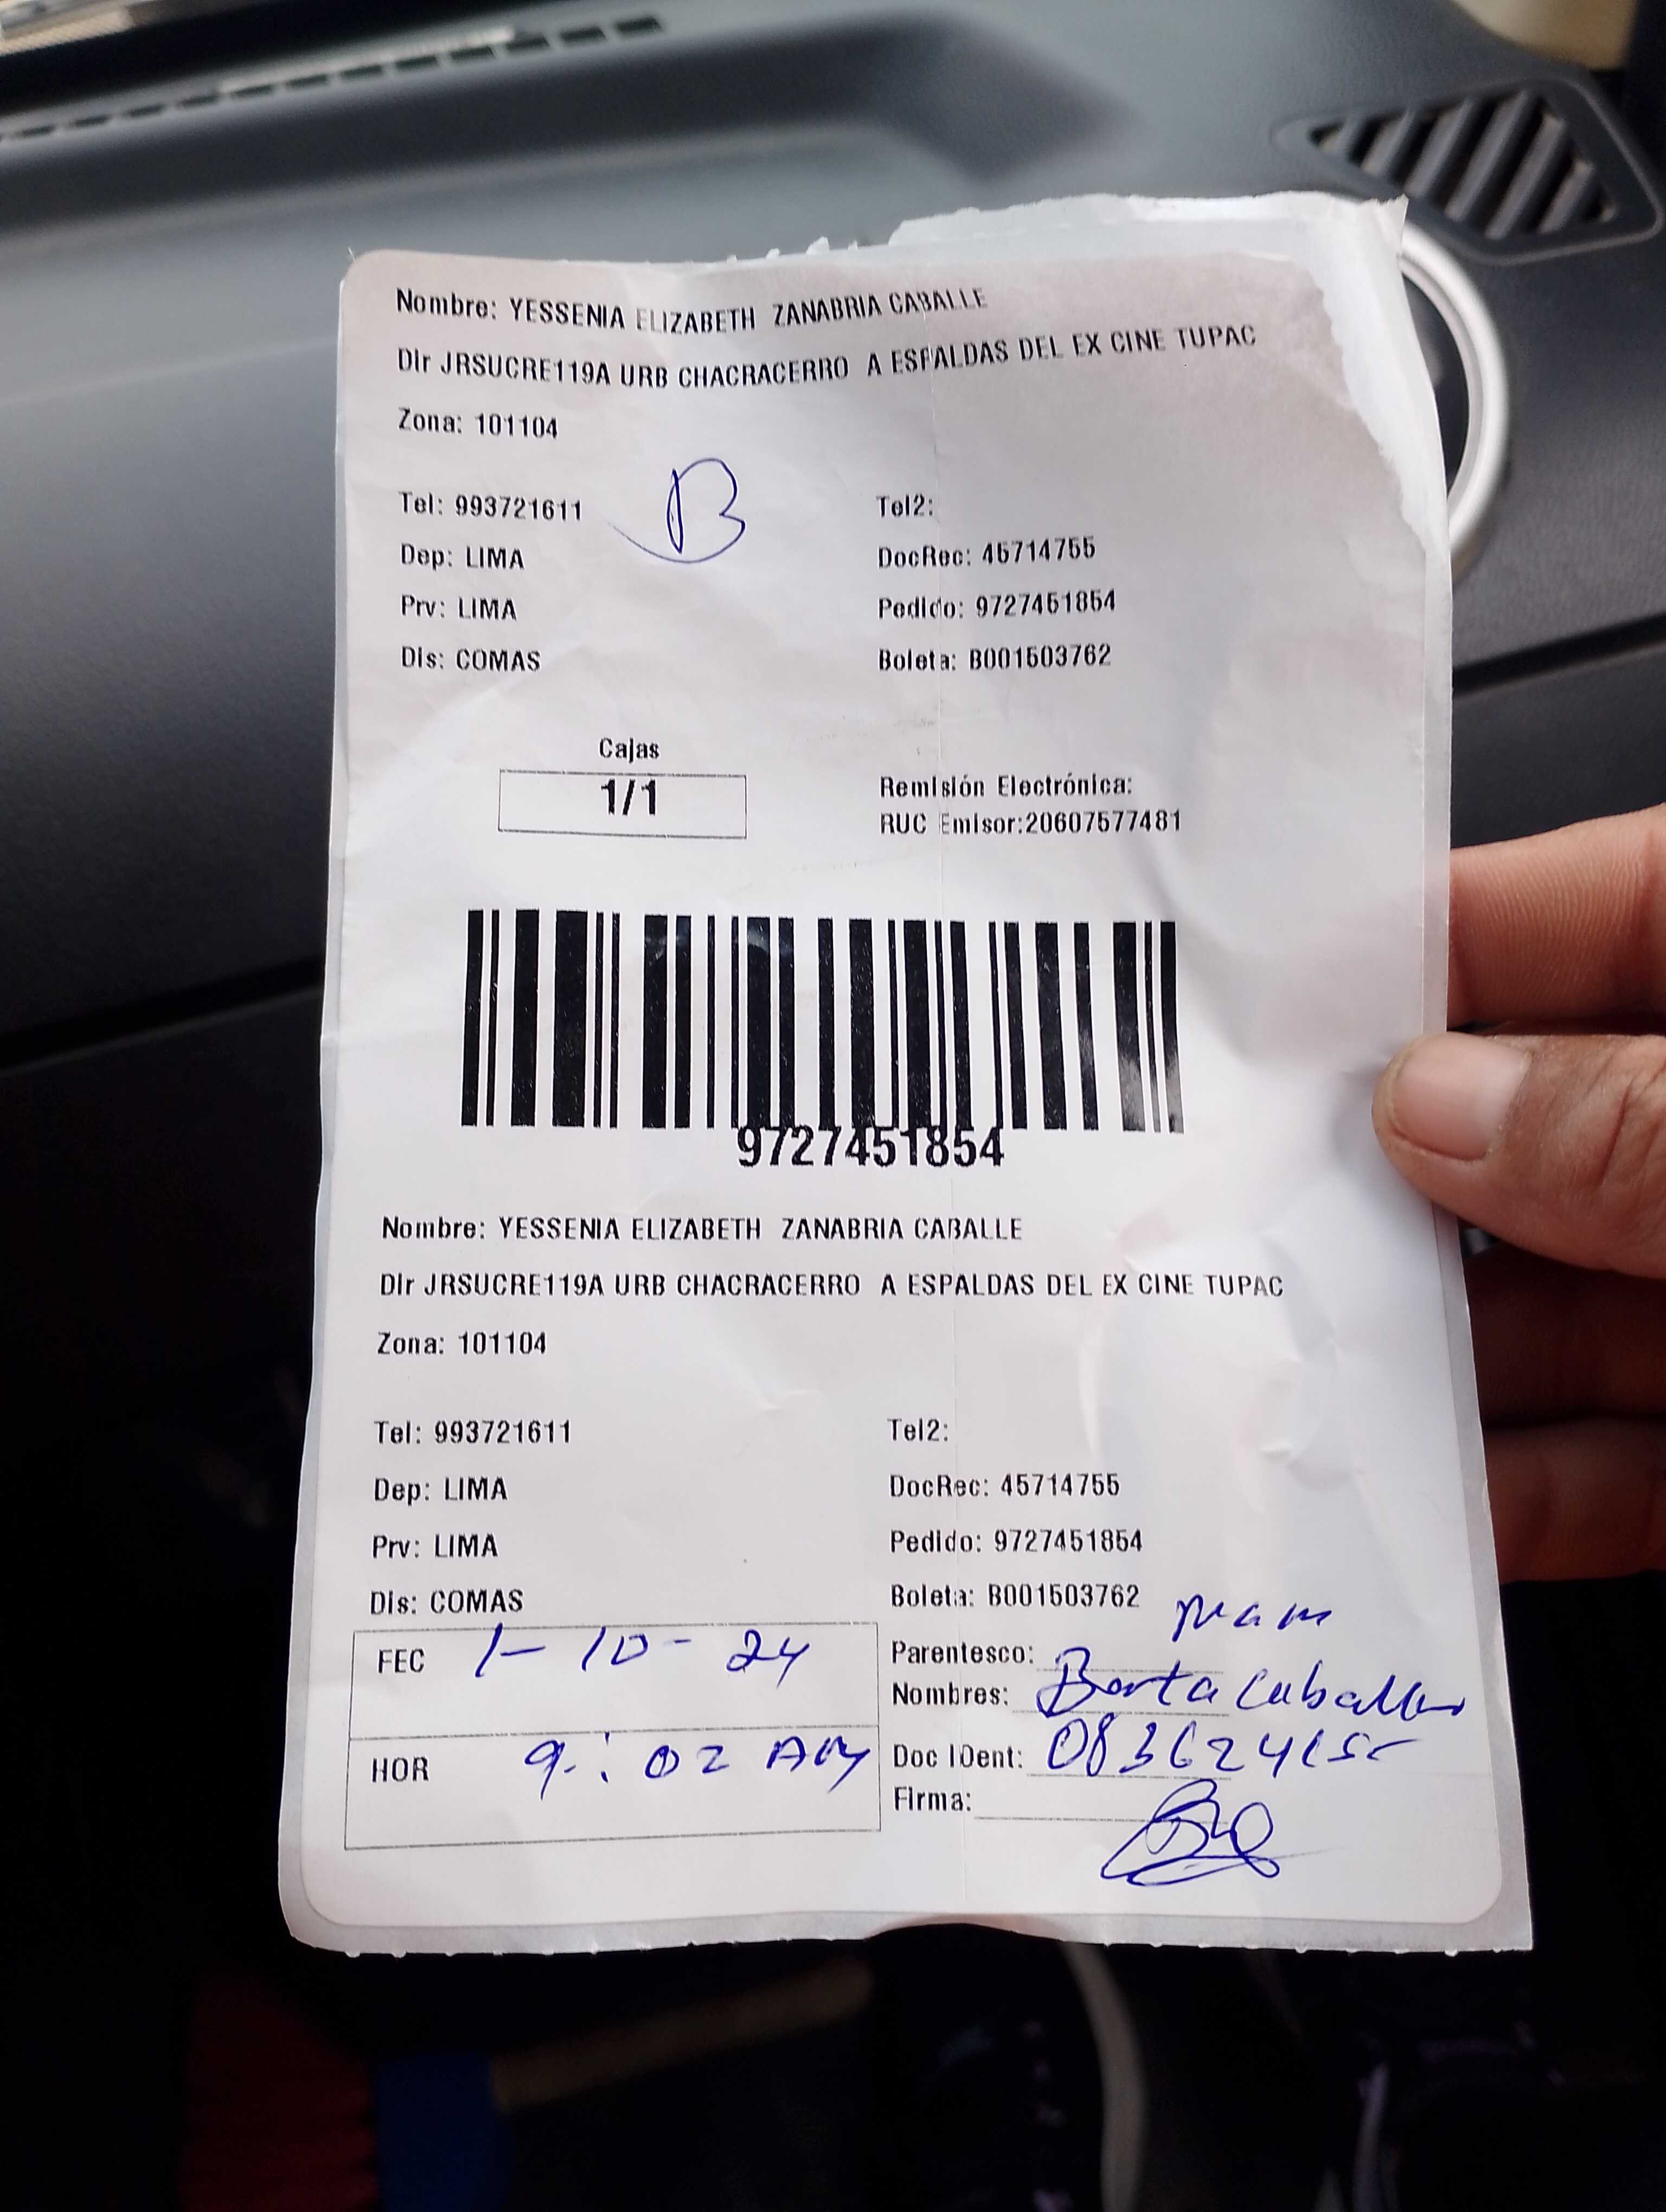 Nombre: YESSENIA ELIZABETH ZANABRIA CABALLE
Dir JRSUCRE119A URB CHACRACERRO A ESPALDAS DEL EX CINE TUPAC
Zona: 101104
B
Tel: 993721611 Tel2:
Dep: LIMA DocRec: 45714755
Prv: LIMA Pedido: 9727451854
Dis: COMAS Boleta: B001503762
Cajas
1/1
Remisión Electrónica:
RUC Emisor:20607577481
9727451854
Nombre: YESSENIA ELIZABETH ZANABRIA CABALLE
Dir JRSUCRE119A URB CHACRACERRO A ESPALDAS DEL EX CINE TUPAC
Zona: 101104
Tel: 993721611 Tel2:
Dep: LIMA DocRec: 45714755
Prv: LIMA Pedido: 9727451854
Dis: COMAS Boleta: B001503762
FEC 1-10-24
Parentesco:
Nombres: Berta Caballero
HOR 9:02 AM
Doc IDent:
Firma: